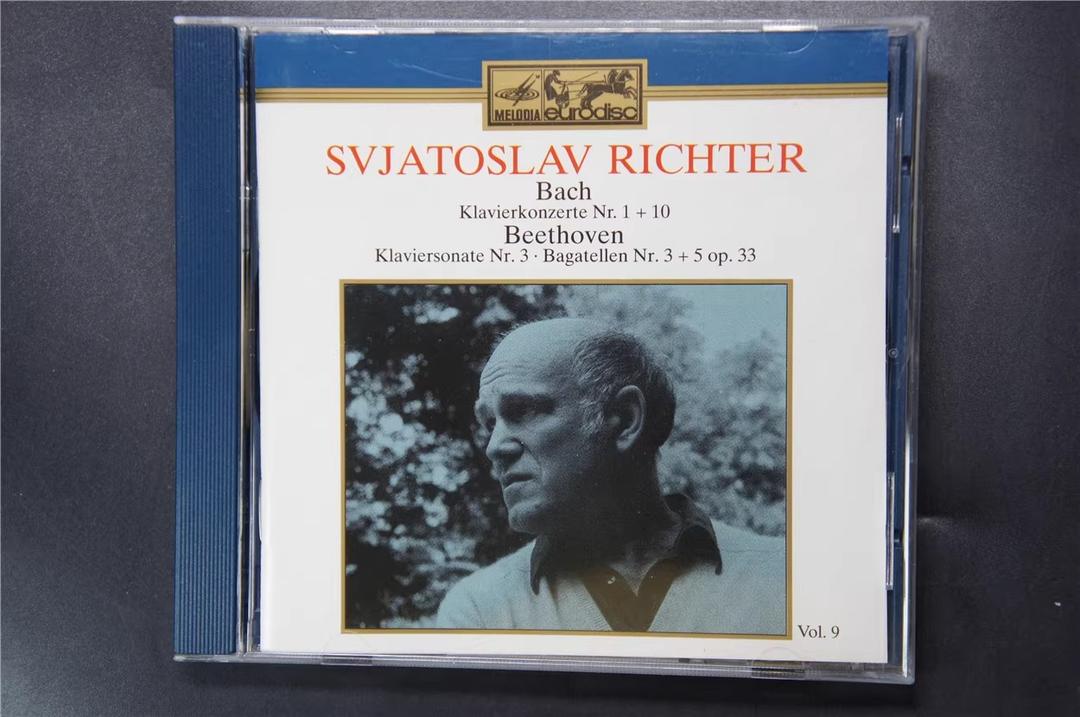 MELODIA eurodisc
SVJATOSLAV RICHTER
Bach
Klavierkonzerte Nr. 1 + 10
Beethoven
Klaviersonate Nr. 3 · Bagatellen Nr. 3 + 5 op. 33
Vol. 9